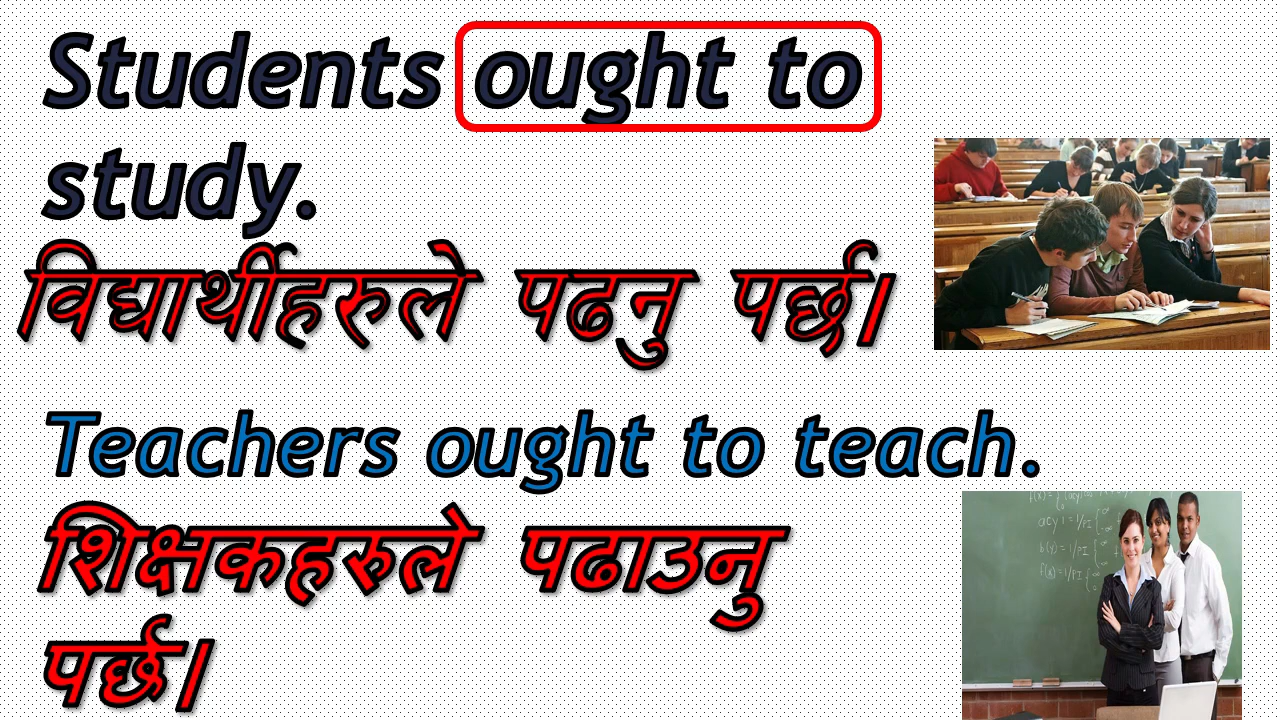 Students ought to
study.
विद्यार्थीहरुले पढनु पर्छ।
Teachers ought to teach.
शिक्षकहरुले पढाउनु
पर्छ।